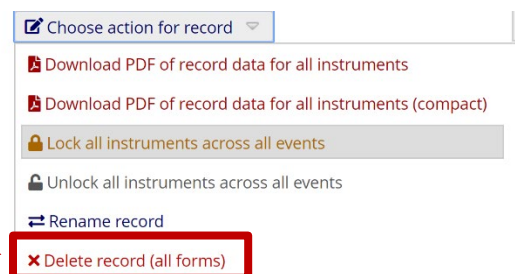 Choose action for record
Download PDF of record data for all instruments
Download PDF of record data for all instruments (compact)
Lock all instruments across all events
Unlock all instruments across all events
Rename record
Delete record (all forms)